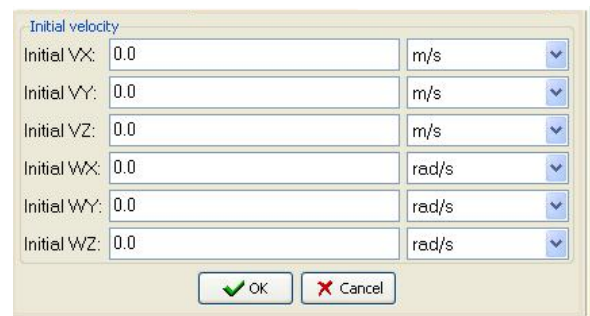 Initial velocity
Initial VX: 0.0 m/s
Initial VY: 0.0 m/s
Initial VZ: 0.0 m/s
Initial WX: 0.0 rad/s
Initial WY: 0.0 rad/s
Initial WZ: 0.0 rad/s
OK Cancel